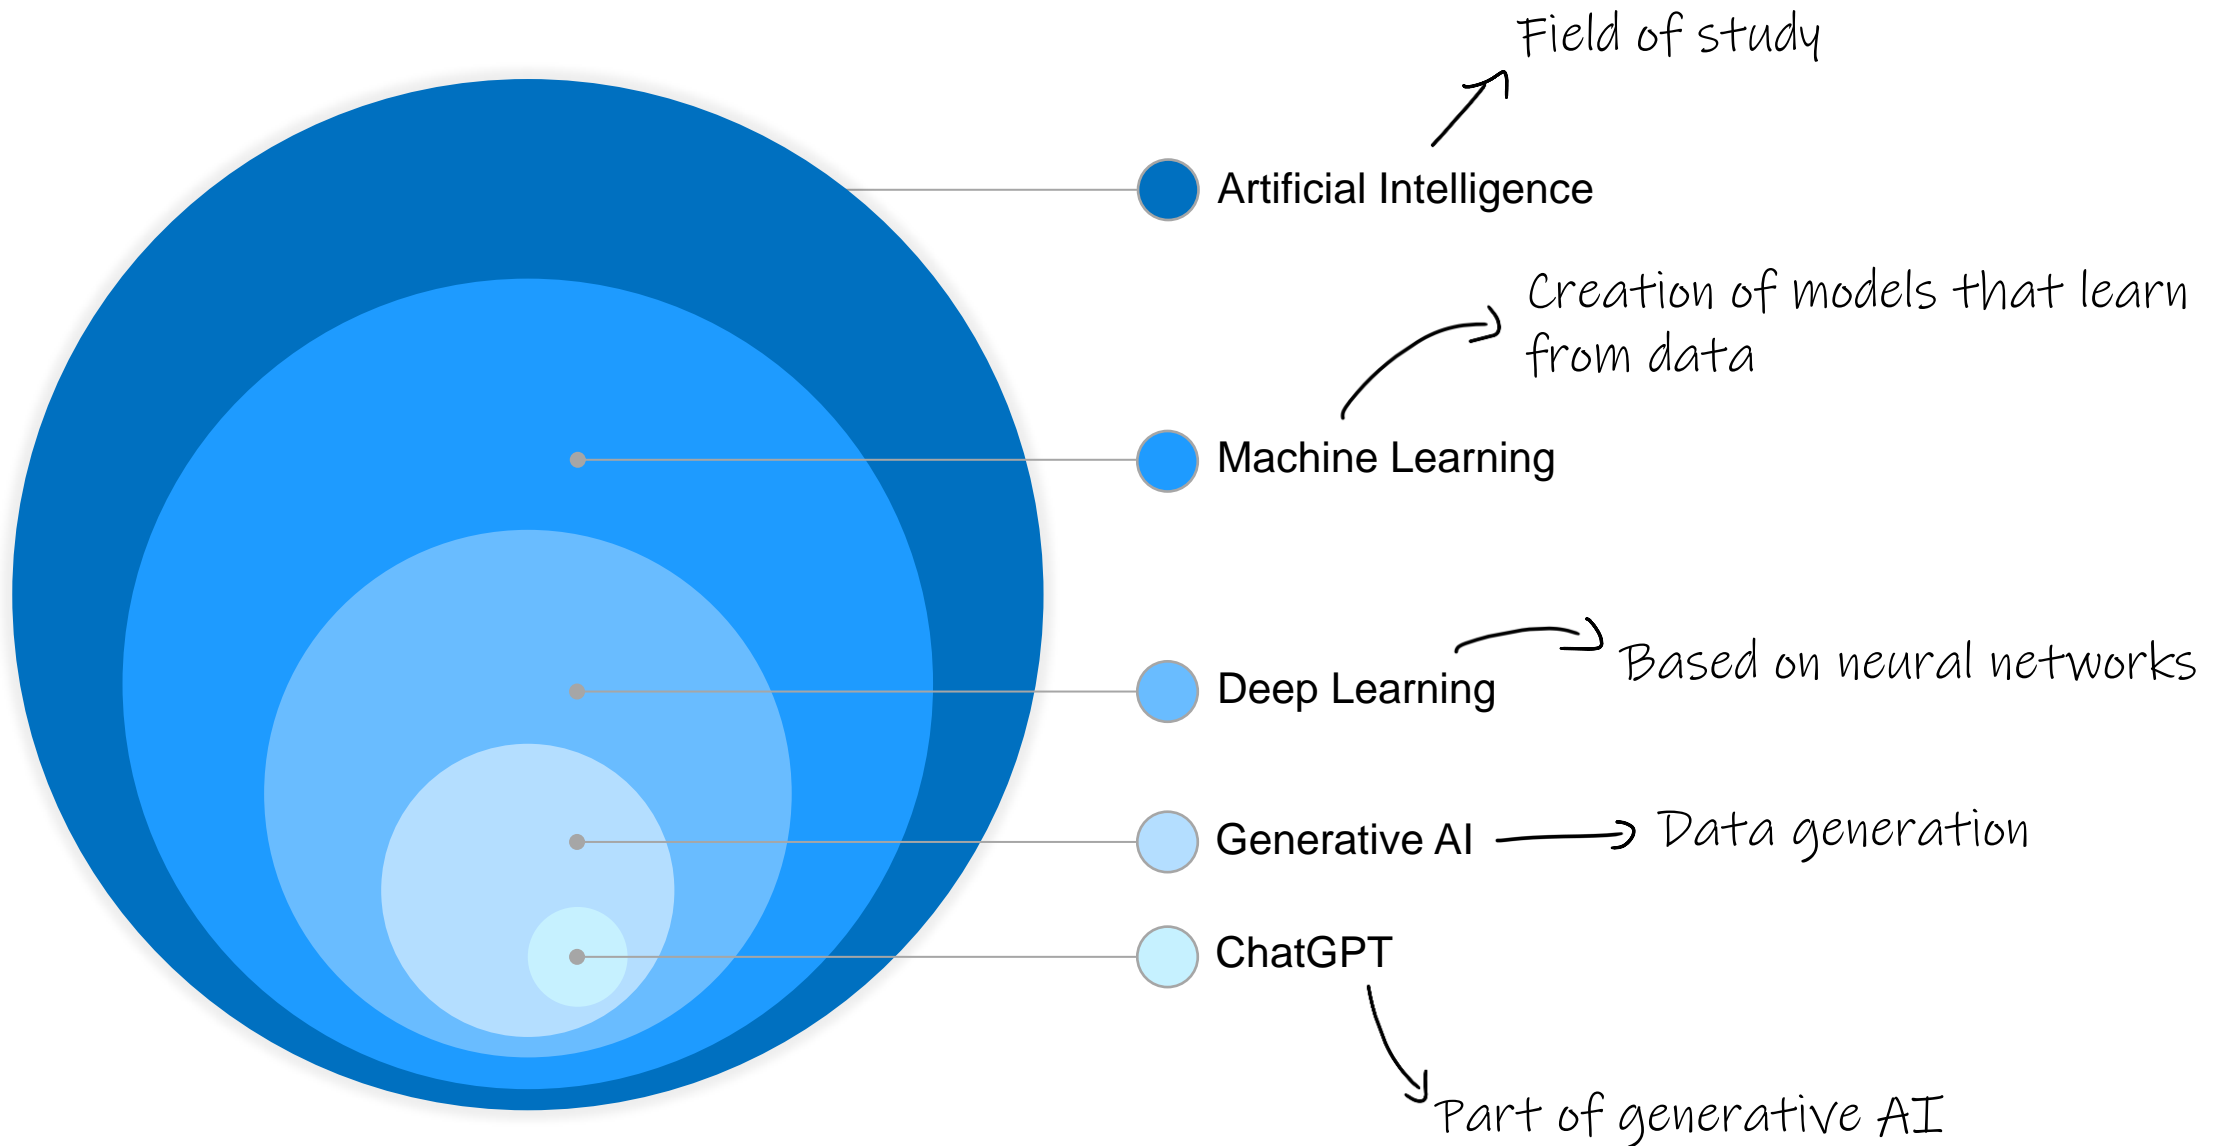 Field of study
Artificial Intelligence
Creation of models that learn
from data
Machine Learning
Based on neural networks
Deep Learning
Generative AI
Data generation
ChatGPT
Part of generative AI